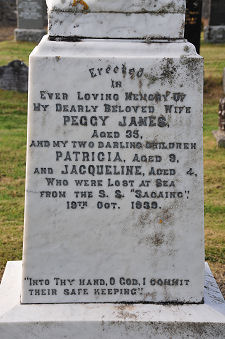 Erected
In
Ever Loving Memory of
My Dearly Beloved Wife
PEGGY JAMES,
Aged 35,
AND MY TWO DARLING CHILDREN
PATRICIA, Aged 9,
AND JACQUELINE, Aged 4,
Who were Lost at Sea
FROM THE S.S. "SAGAING",
19TH Oct. 1939.
"INTO THY HAND, O GOD, I COMMIT
THEIR SAFE KEEPING".